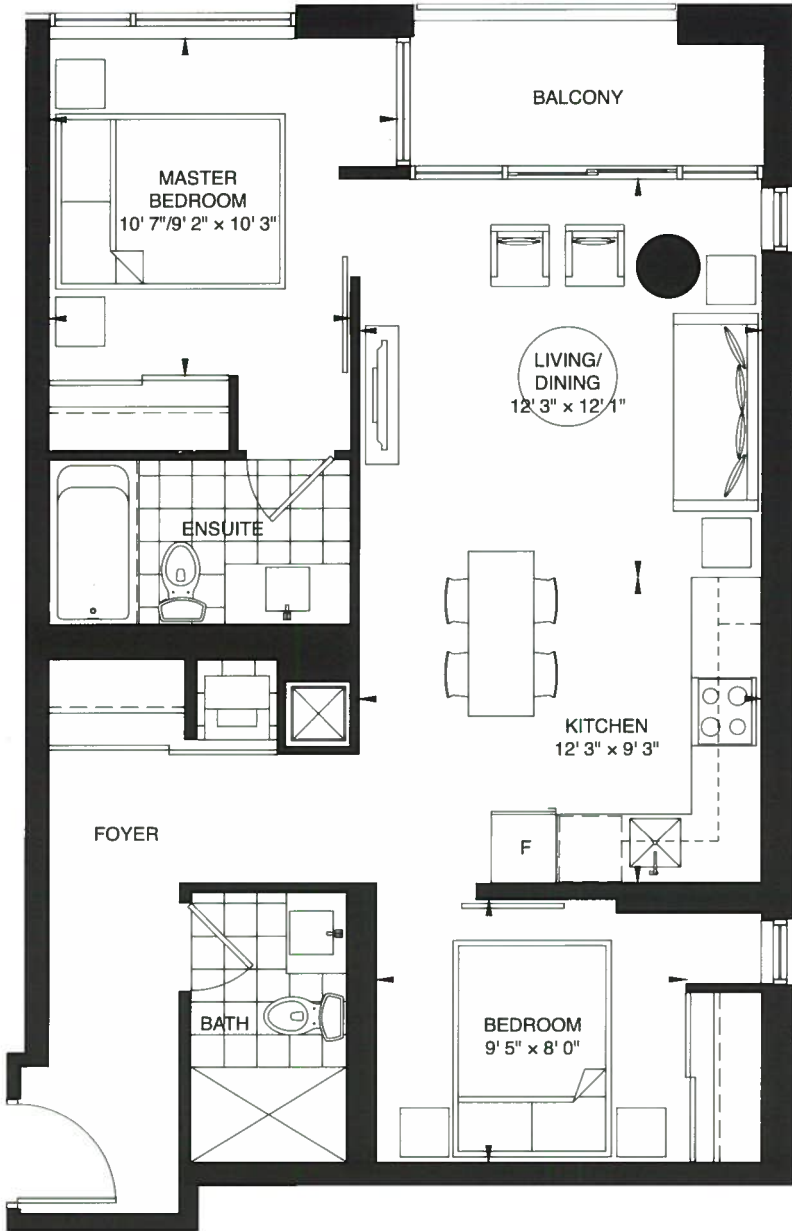 BALCONY
MASTER
BEDROOM
10' 7"/9' 2" × 10' 3"
LIVING/
DINING
12' 3" × 12' 1"
ENSUITE
KITCHEN
12' 3" × 9' 3"
FOYER
F
BATH
BEDROOM
9' 5" × 8' 0"